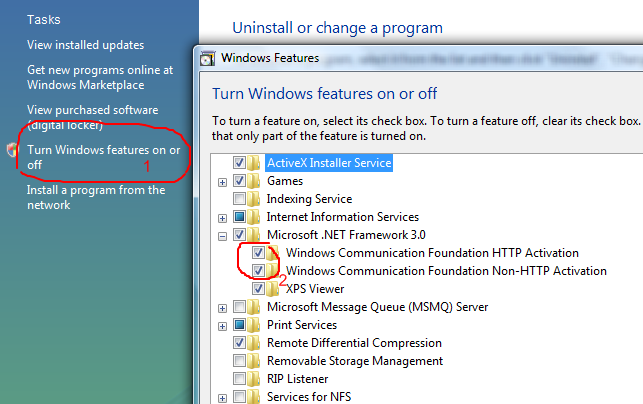 Tasks
View installed updates
Get new programs online at
Windows Marketplace
View purchased software
(digital locker)
Turn Windows features on or
off
1
Install a program from the
network
Uninstall or change a program
Windows Features
Turn Windows features on or off
To turn a feature on, select its check box. To turn a feature off, clear its check box.
that only part of the feature is turned on.
ActiveX Installer Service
Games
Indexing Service
Internet Information Services
Microsoft .NET Framework 3.0
Windows Communication Foundation HTTP Activation
Windows Communication Foundation Non-HTTP Activation
2
XPS Viewer
Microsoft Message Queue (MSMQ) Server
Print Services
Remote Differential Compression
Removable Storage Management
RIP Listener
Services for NFS